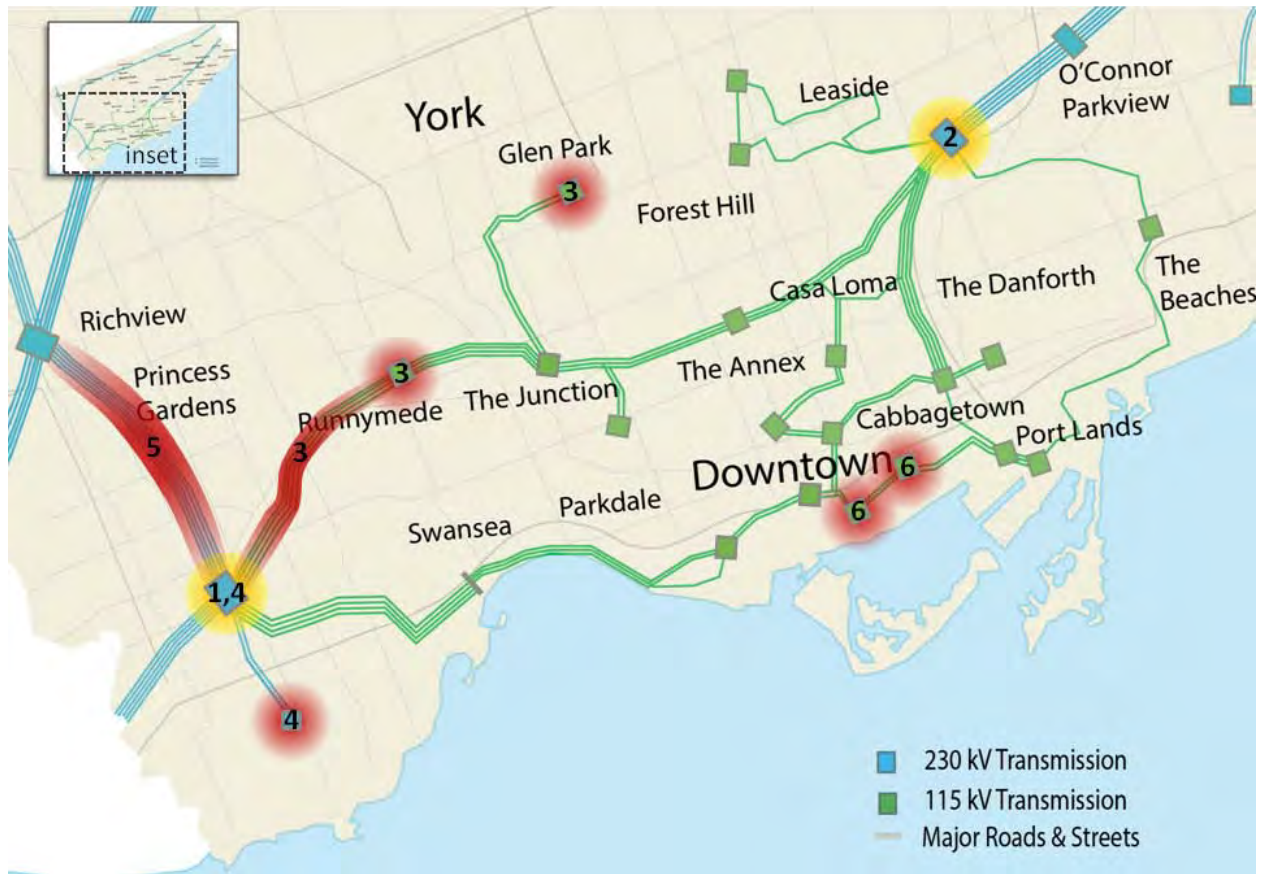 inset
York
Leaside
O'Connor
Parkview
2
Glen Park
3
Forest Hill
Richview
Casa Loma
The Danforth
The
Beaches
Princess
Gardens
5
3
Runnymede
3
The Junction
The Annex
Cabbagetown
Port Lands
Downtown
6
6
Parkdale
Swansea
1,4
4
230 kV Transmission
115 kV Transmission
Major Roads & Streets